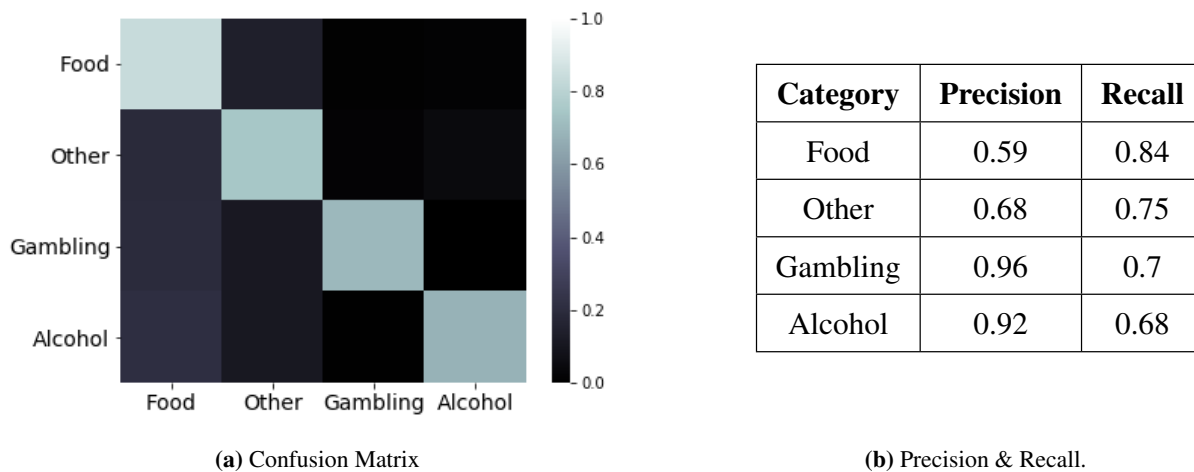 Food
Other
Gambling
Alcohol
Food Other Gambling Alcohol
1.0
0.8
0.6
0.4
0.2
0.0
(a) Confusion Matrix
Category Precision Recall
Food 0.59 0.84
Other 0.68 0.75
Gambling 0.96 0.7
Alcohol 0.92 0.68
(b) Precision & Recall.